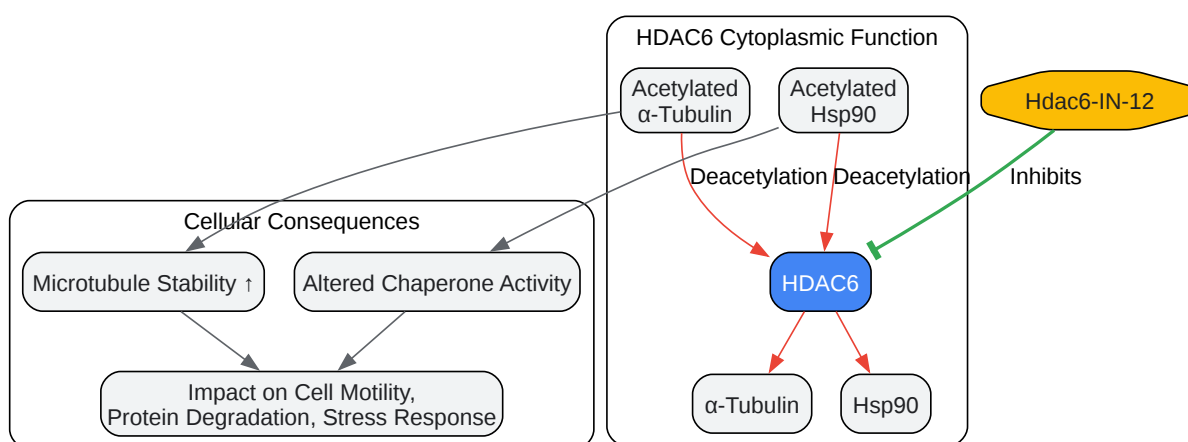 HDAC6 Cytoplasmic Function
Acetylated
α-Tubulin
Acetylated
Hsp90
Hdac6-IN-12
Deacetylation
Deacetylation
Inhibits
Cellular Consequences
Microtubule Stability ↑
Altered Chaperone Activity
HDAC6
Impact on Cell Motility,
Protein Degradation, Stress Response
α-Tubulin
Hsp90